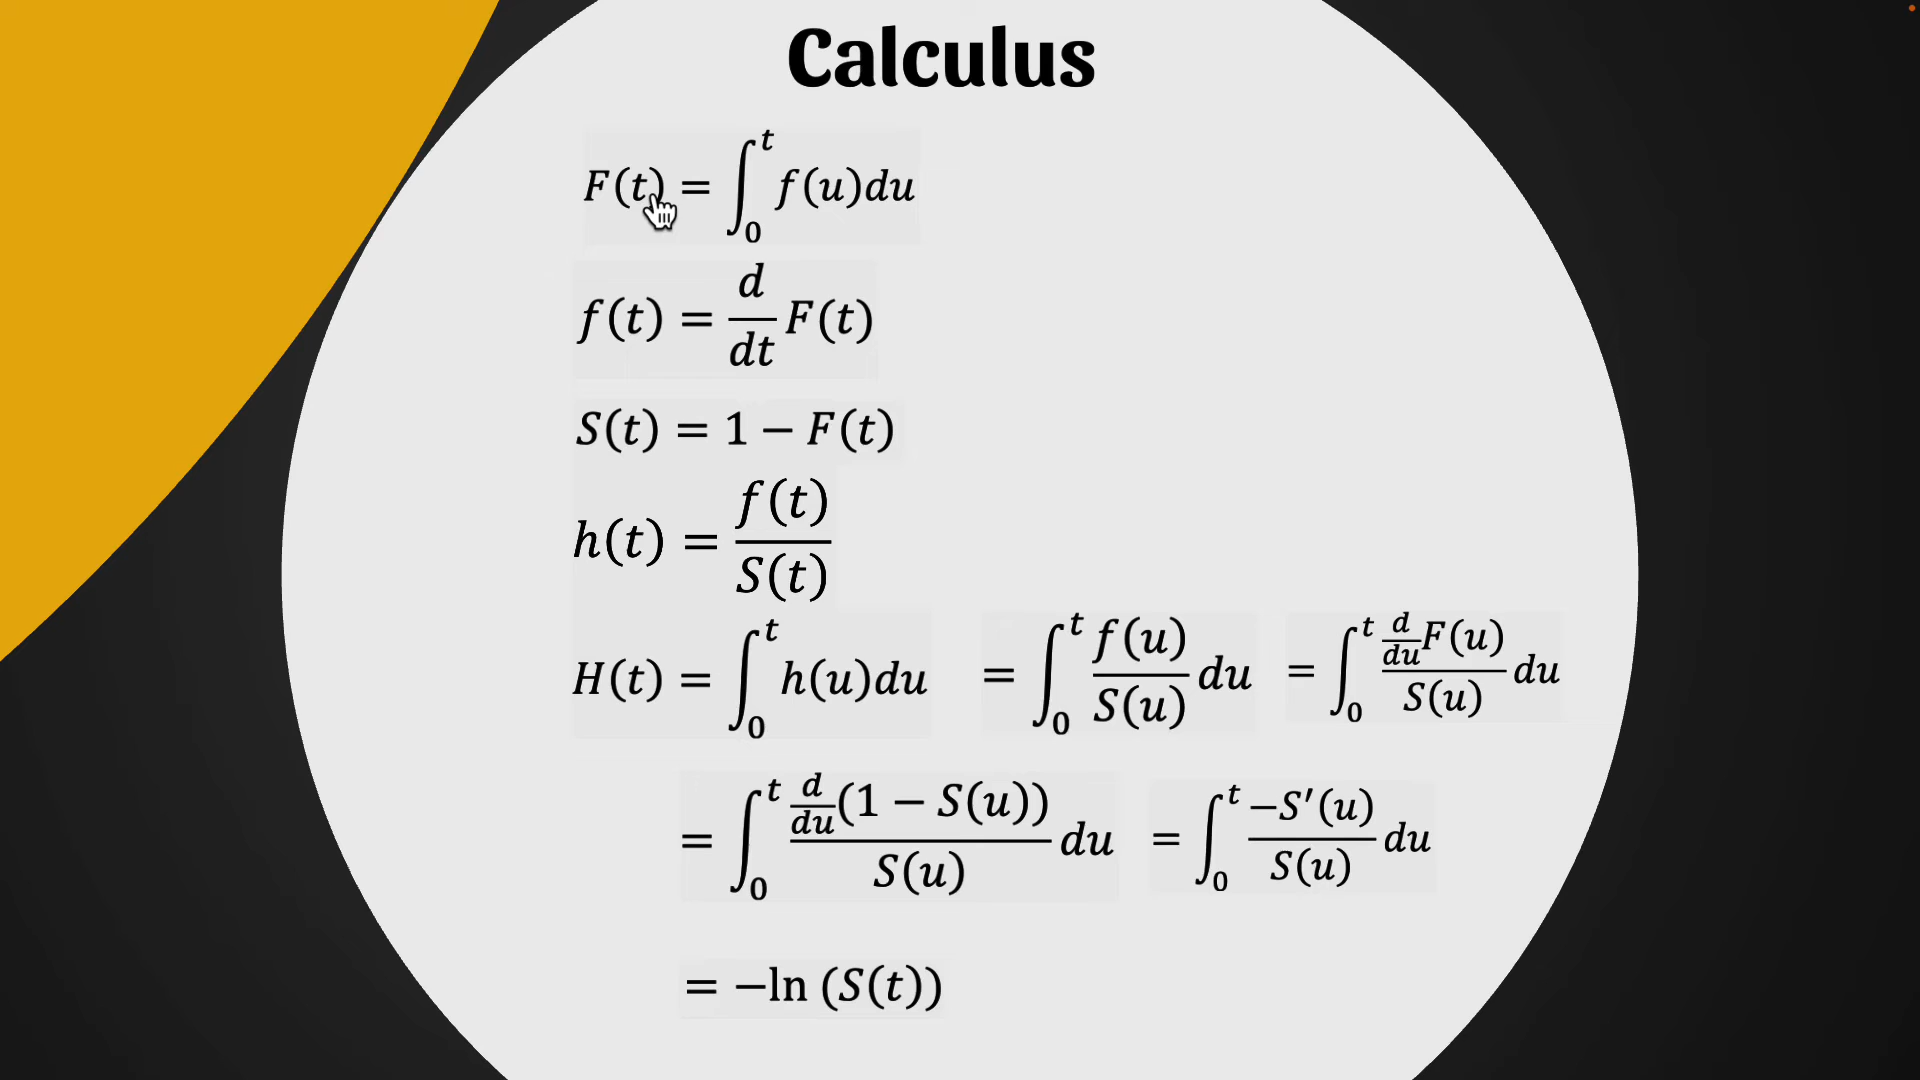 Calculus
F(t) = ∫₀ᵗ f(u)du
f(t) = d/dt F(t)
S(t) = 1 − F(t)
h(t) = f(t)/S(t)
H(t) = ∫₀ᵗ h(u)du = ∫₀ᵗ f(u)/S(u) du = ∫₀ᵗ (d/du F(u))/S(u) du
= ∫₀ᵗ (d/du (1 − S(u)))/S(u) du = ∫₀ᵗ −S′(u)/S(u) du
= −ln (S(t))